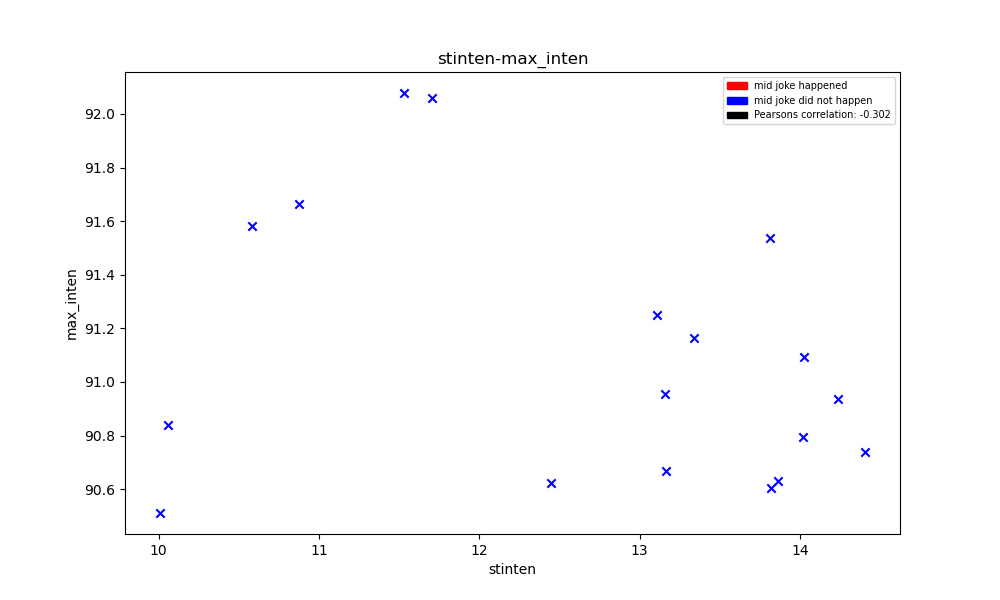 stinten-max_inten
mid joke happened
mid joke did not happen
Pearsons correlation: -0.302
92.0
91.8
91.6
91.4
91.2
91.0
90.8
90.6
max_inten
10 11 12 13 14
stinten